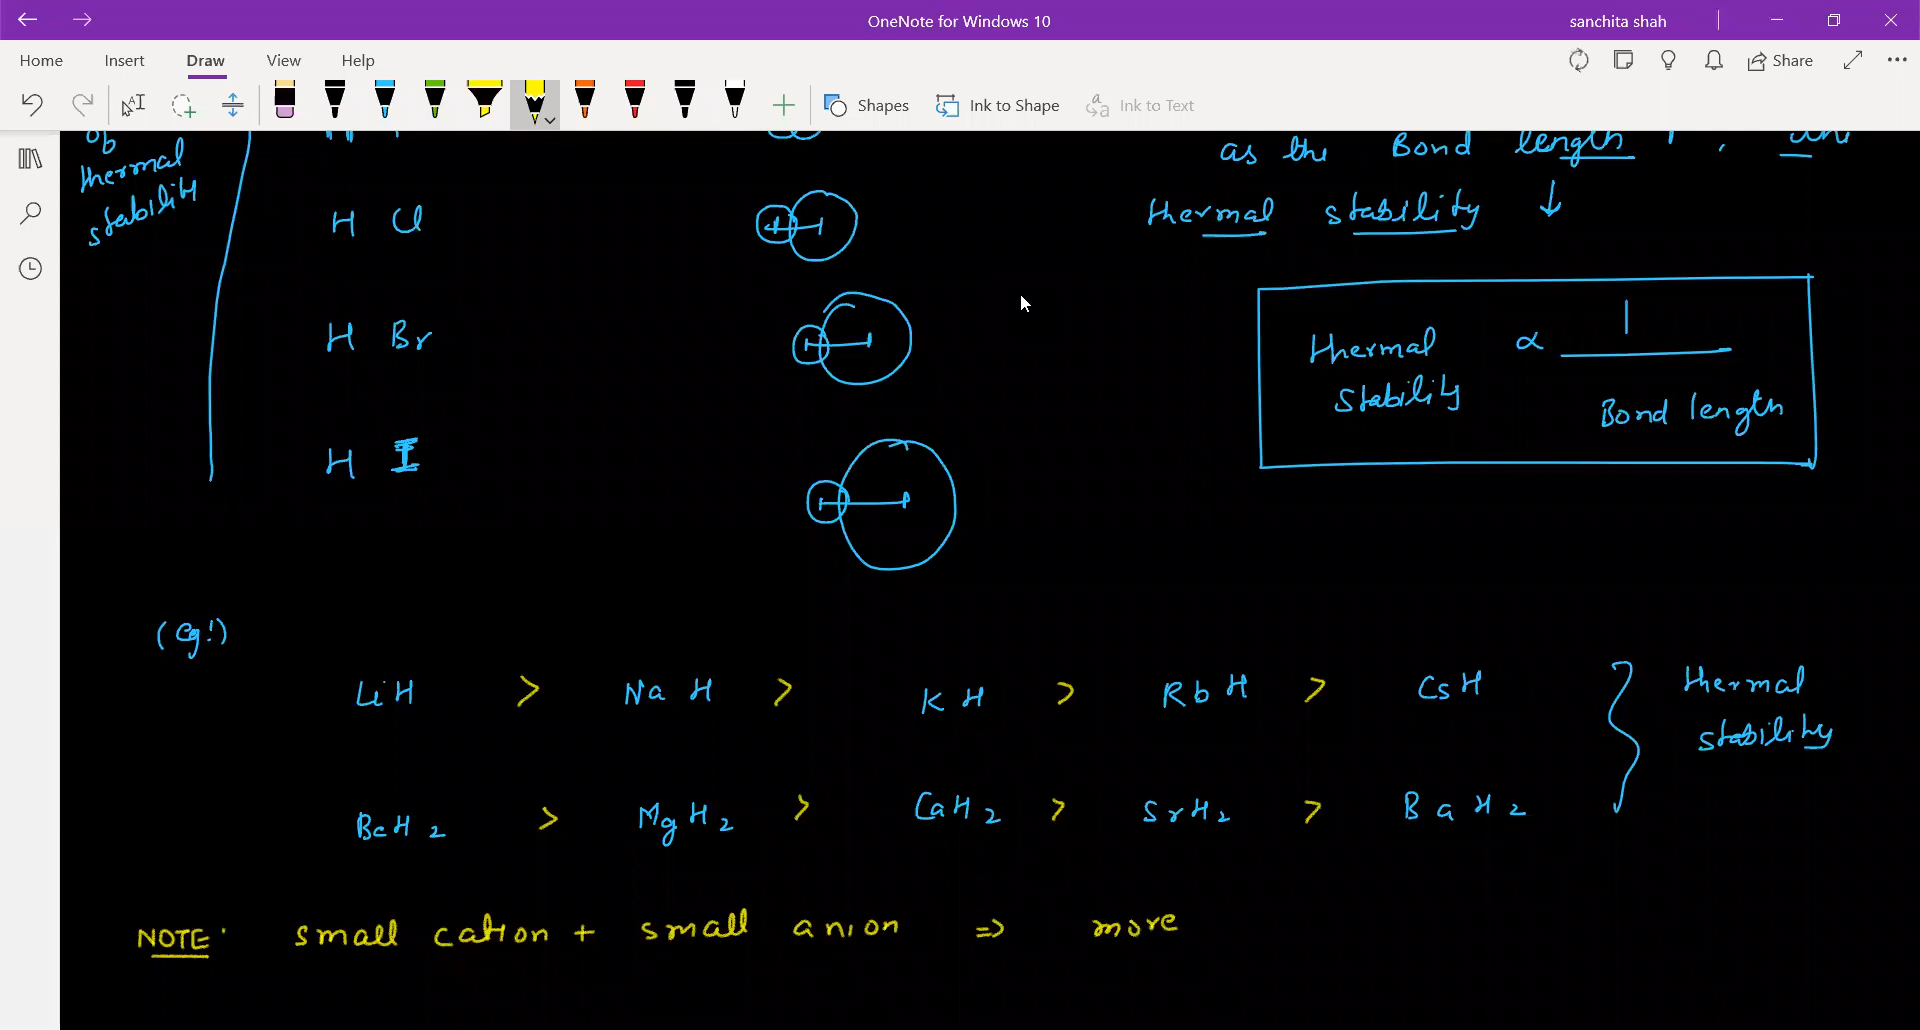 OneNote for Windows 10
sanchita shah
Home Insert Draw View Help
Share
Shapes Ink to Shape Ink to Text
of
thermal
stability
as the Bond length ↑,
thermal stability ↓
H Cl
H Br
H I
Thermal Stability ∝ 1 / Bond length
(eg:)
LiH > NaH > KH > RbH > CsH
thermal
stability
BeH2 > MgH2 > CaH2 > SrH2 > BaH2
NOTE: small cation + small anion ⇒ more